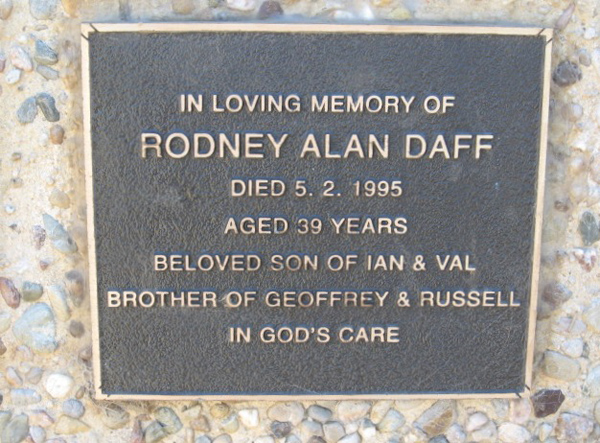 IN LOVING MEMORY OF
RODNEY ALAN DAFF
DIED 5. 2. 1995
AGED 39 YEARS
BELOVED SON OF IAN & VAL
BROTHER OF GEOFFREY & RUSSELL
IN GOD'S CARE